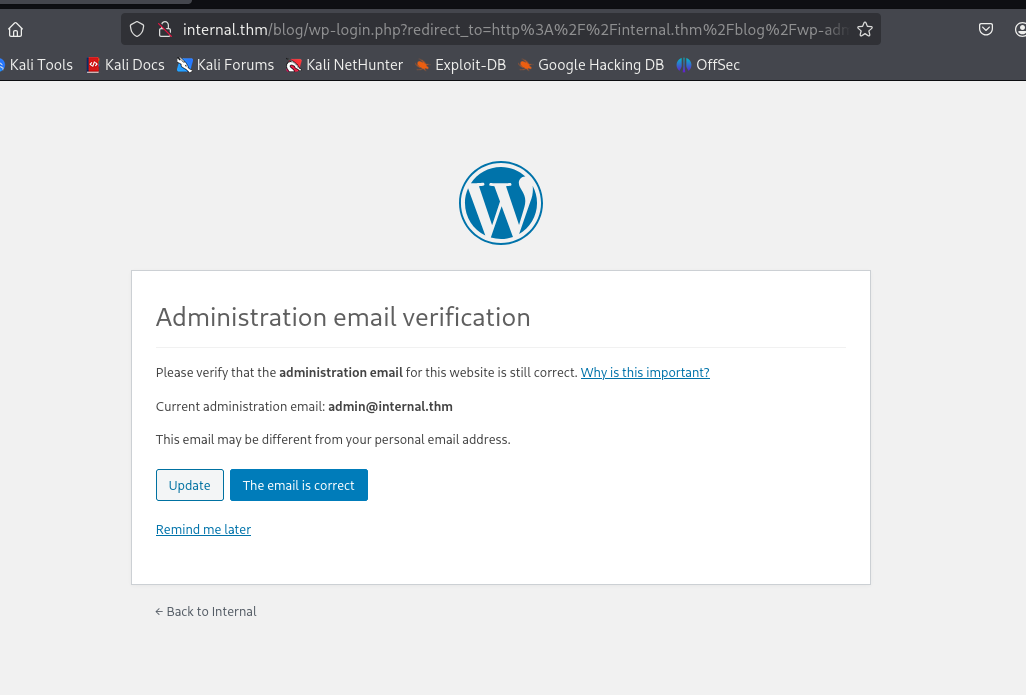 internal.thm/blog/wp-login.php?redirect_to=http%3A%2F%2Finternal.thm%2Fblog%2Fwp-adm
Kali Tools Kali Docs Kali Forums Kali NetHunter Exploit-DB Google Hacking DB OffSec
Administration email verification
Please verify that the administration email for this website is still correct. Why is this important?
Current administration email: admin@internal.thm
This email may be different from your personal email address.
Update The email is correct
Remind me later
← Back to Internal